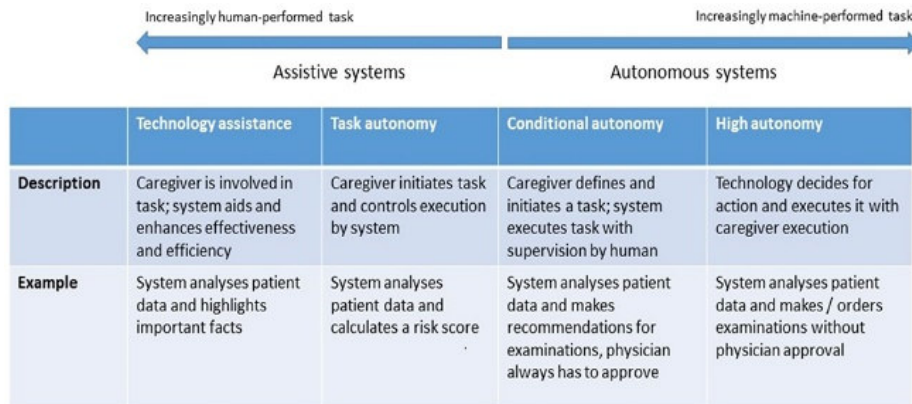 Increasingly human-performed task
Increasingly machine-performed task
Assistive systems
Autonomous systems
Technology assistance
Task autonomy
Conditional autonomy
High autonomy
Description
Caregiver is involved in
task; system aids and
enhances effectiveness
and efficiency
Caregiver initiates task
and controls execution
by system
Caregiver defines and
initiates a task; system
executes task with
supervision by human
Technology decides for
action and executes it with
caregiver execution
Example
System analyses patient
data and highlights
important facts
System analyses
patient data and
calculates a risk score
System analyses patient
data and makes
recommendations for
examinations, physician
always has to approve
System analyses patient
data and makes / orders
examinations without
physician approval